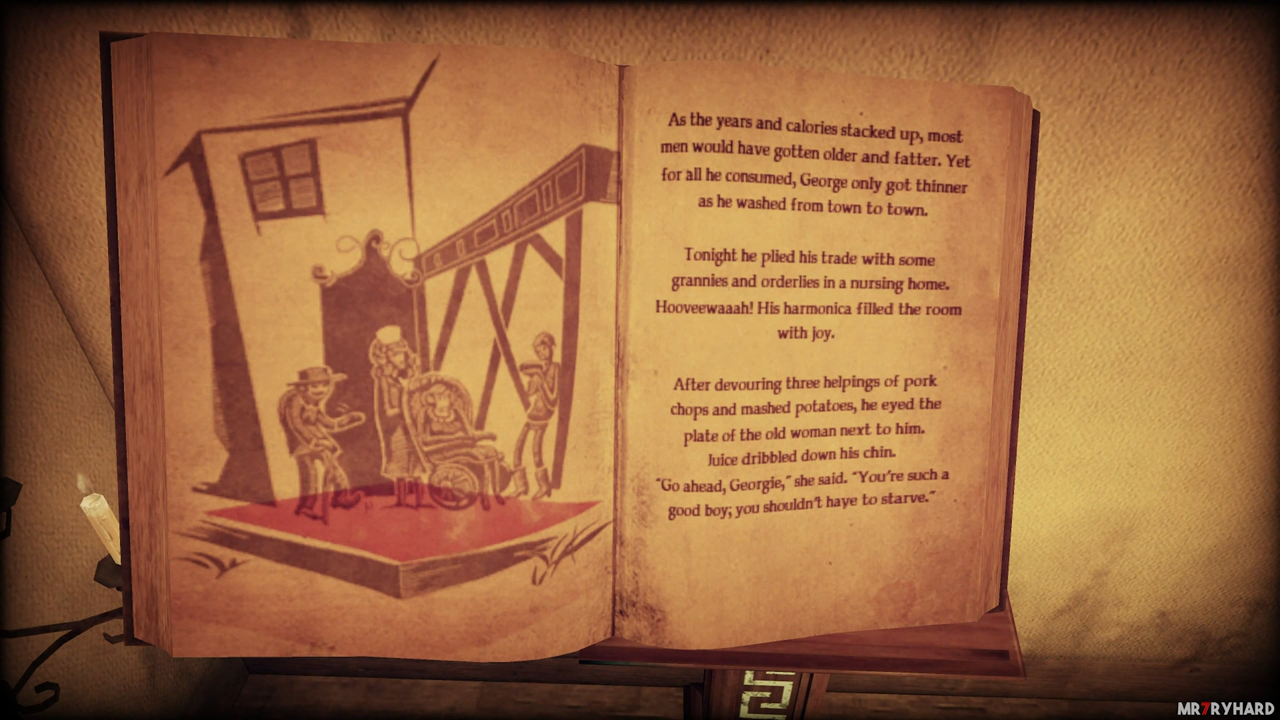 As the years and calories stacked up, most
men would have gotten older and fatter. Yet
for all he consumed, George only got thinner
as he washed from town to town.
Tonight he plied his trade with some
grannies and orderlies in a nursing home.
Hooveewaaah! His harmonica filled the room
with joy.
After devouring three helpings of pork
chops and mashed potatoes, he eyed the
plate of the old woman next to him.
Juice dribbled down his chin.
"Go ahead, Georgie," she said. "You're such a
good boy; you shouldn't haye to starve."
MR7RYHARD